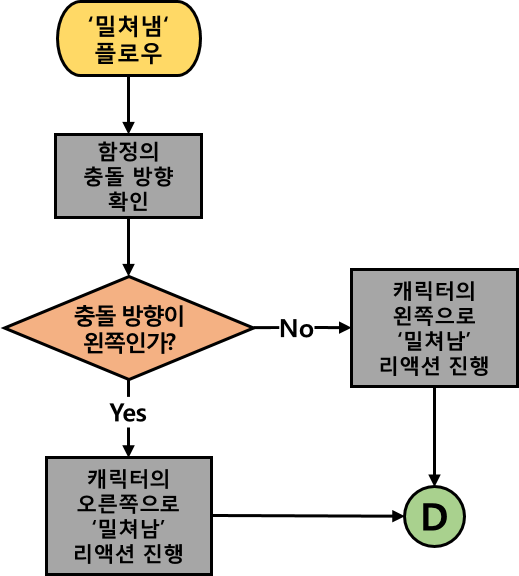 ‘밀쳐냄‘
플로우
함정의
충돌 방향
확인
충돌 방향이
왼쪽인가?
No
캐릭터의
왼쪽으로
‘밀쳐남’
리액션 진행
Yes
캐릭터의
오른쪽으로
‘밀쳐남’
리액션 진행
D